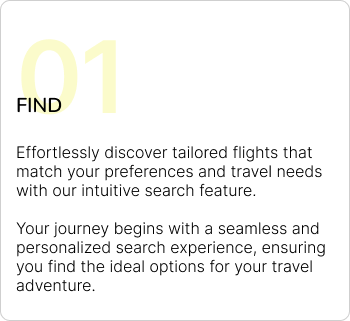 01
FIND
Effortlessly discover tailored flights that
match your preferences and travel needs
with our intuitive search feature.
Your journey begins with a seamless and
personalized search experience, ensuring
you find the ideal options for your travel
adventure.